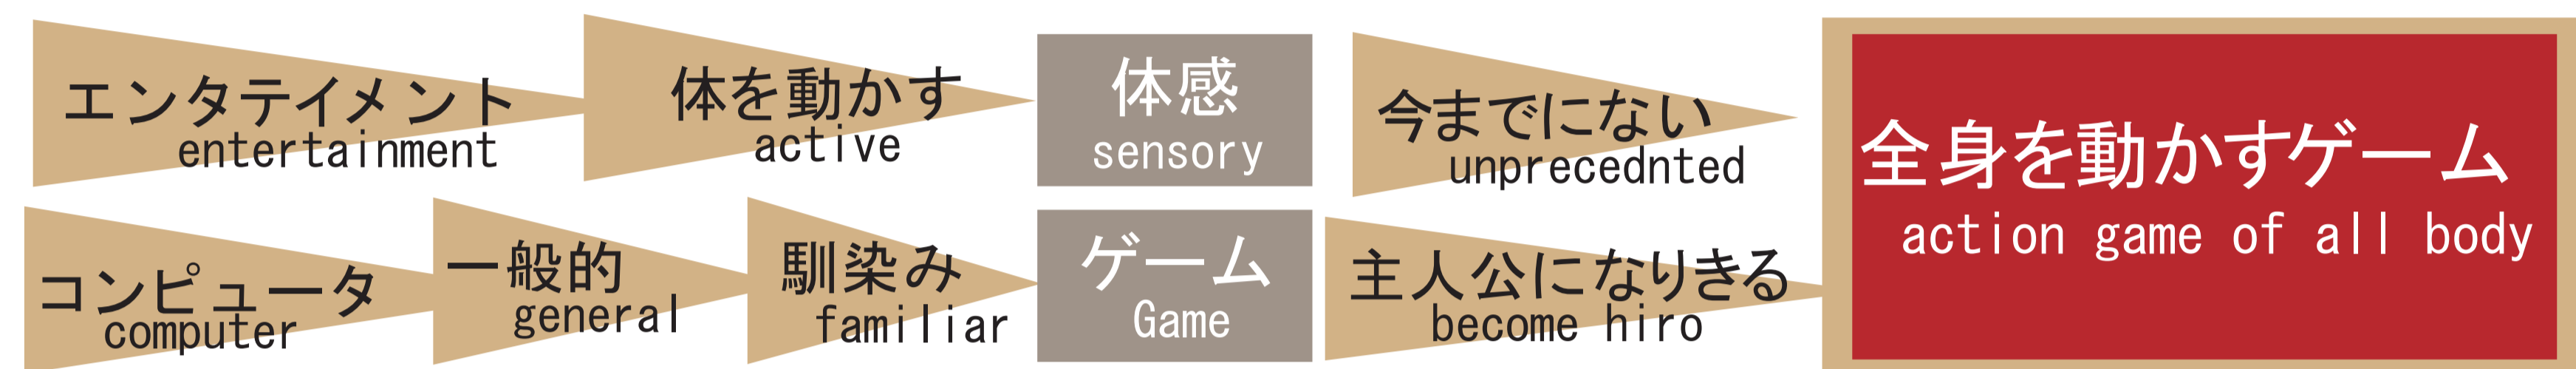 エンタテイメント
entertainment
体を動かす
active
体感
sensory
今までにない
unprecednted
コンピュータ
computer
一般的
general
馴染み
familiar
ゲーム
Game
主人公になりきる
become hiro
全身を動かすゲーム
action game of all body